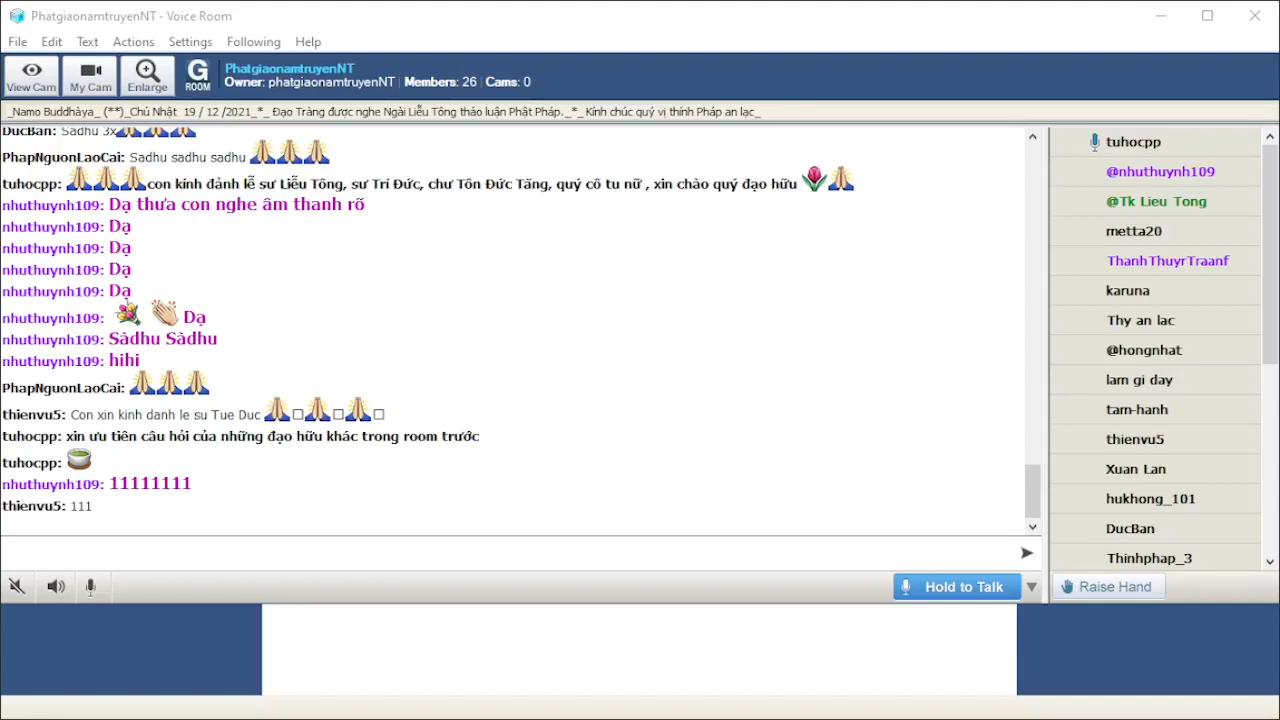 PhatgiaonamtruyenNT - Voice Room
File Edit Text Actions Settings Following Help
View Cam My Cam Enlarge G ROOM
PhatgiaonamtruyenNT
Owner: phatgiaonamtruyenNT | Members: 26 | Cams: 0
_Namo Buddhàya_ (**)_Chủ Nhật 19 / 12 /2021_*_ Đạo Tràng được nghe Ngài Liễu Tông thảo luận Phật Pháp._*_Kính chúc quý vị thính Pháp an lạc_
DucBan: Sadhu 3x
PhapNguonLaoCai: Sadhu sadhu sadhu
tuhocpp: con kính đảnh lễ sư Liễu Tông, sư Trí Đức, chư Tôn Đức Tăng, quý cô tu nữ , xin chào quý đạo hữu
nhuthuynh109: Dạ thưa con nghe âm thanh rõ
nhuthuynh109: Dạ
nhuthuynh109: Dạ
nhuthuynh109: Dạ
nhuthuynh109: Dạ
nhuthuynh109: Dạ
nhuthuynh109: Sàdhu Sàdhu
nhuthuynh109: hihi
PhapNguonLaoCai:
thienvu5: Con xin kinh danh le su Tue Duc
tuhocpp: xin ưu tiên câu hỏi của những đạo hữu khác trong room trước
tuhocpp:
nhuthuynh109: 11111111
thienvu5: 111
Hold to Talk
tuhocpp
@nhuthuynh109
@Tk Lieu Tong
metta20
ThanhThuyrTraanf
karuna
Thy an lac
@hongnhat
lam gi day
tam-hanh
thienvu5
Xuan Lan
hukhong_101
DucBan
Thinhphap_3
Raise Hand